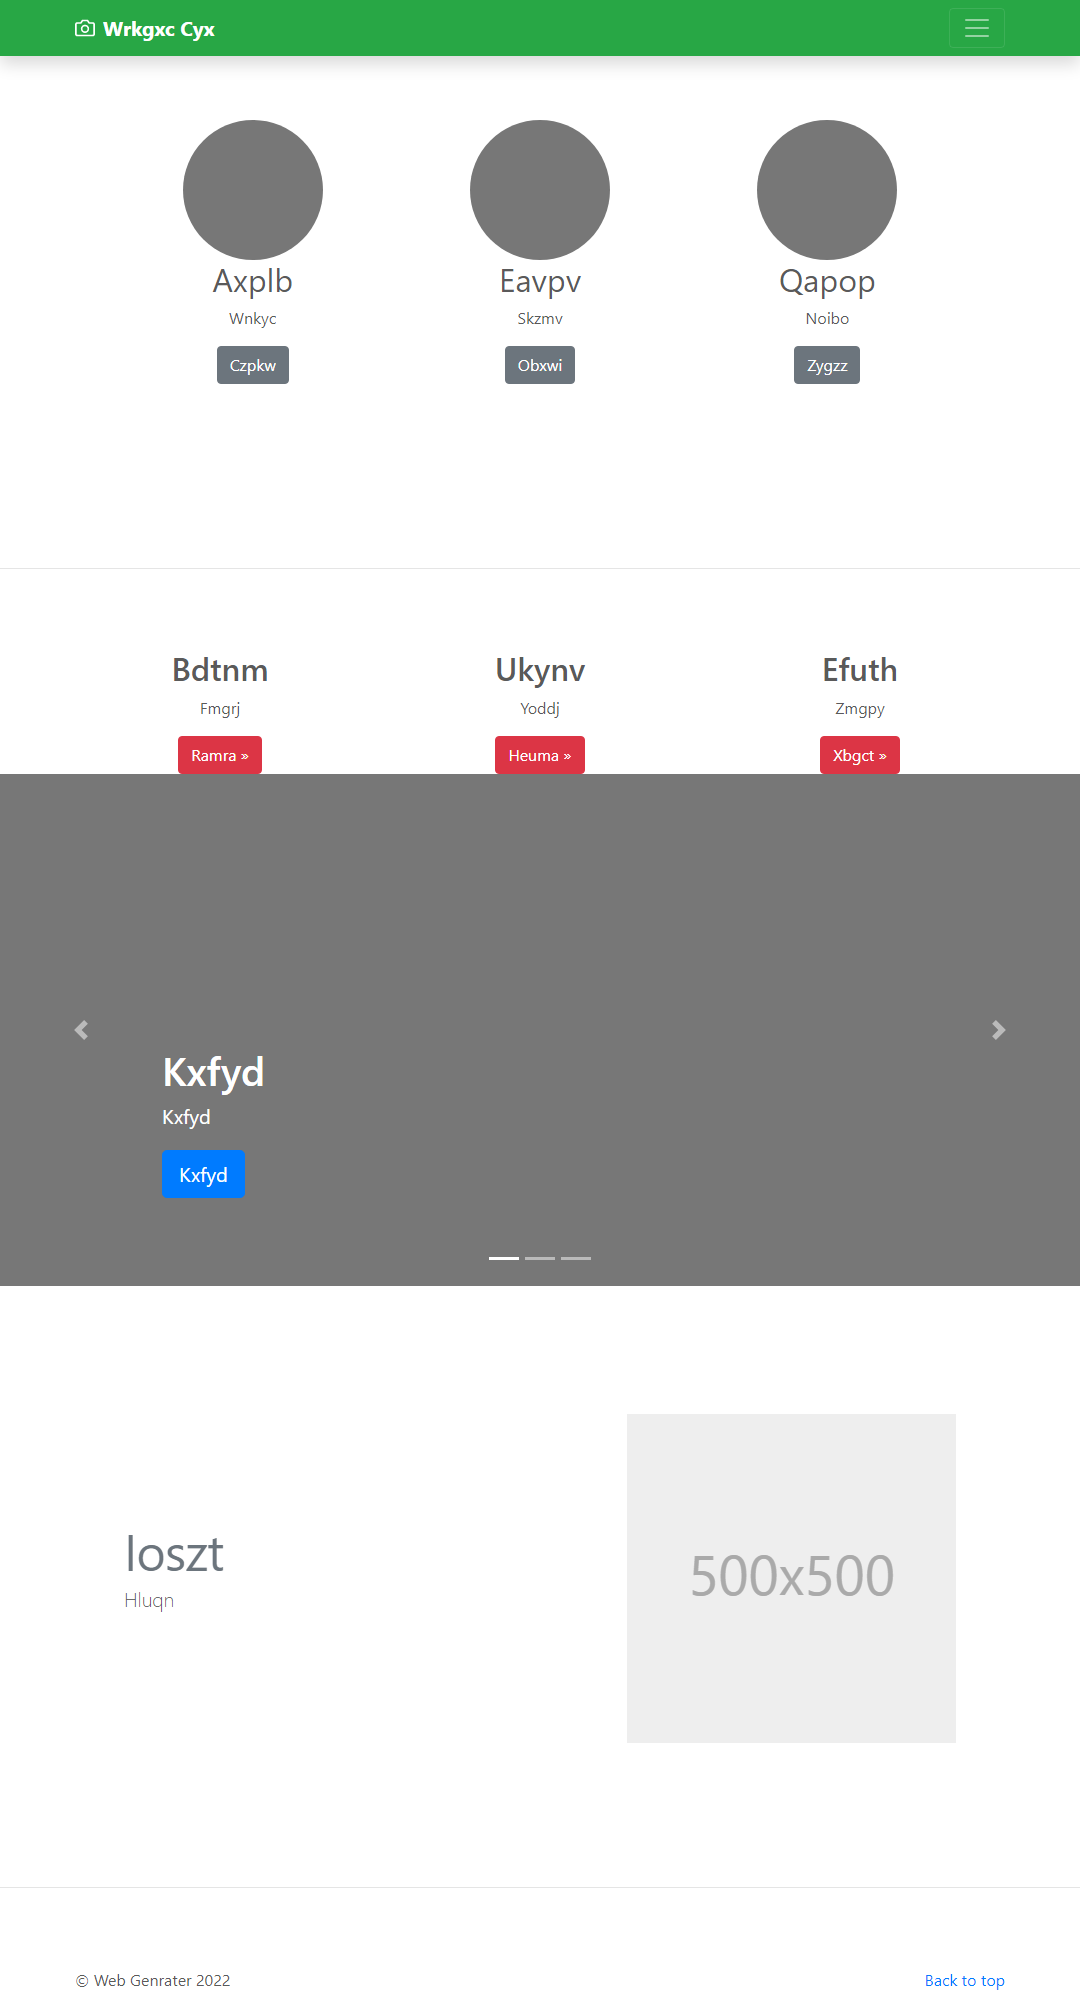 Wrkgxc Cyx
Axplb
Eavpv
Qapop
Wnkyc
Skzmv
Noibo
Czpkw
Obxwi
Zygzz
Bdtnm
Ukynv
Efuth
Fmgrj
Yoddj
Zmgpy
Ramra »
Heuma »
Xbgct »
Kxfyd
Kxfyd
Kxfyd
loszt
Hluqn
500x500
© Web Genrater 2022
Back to top